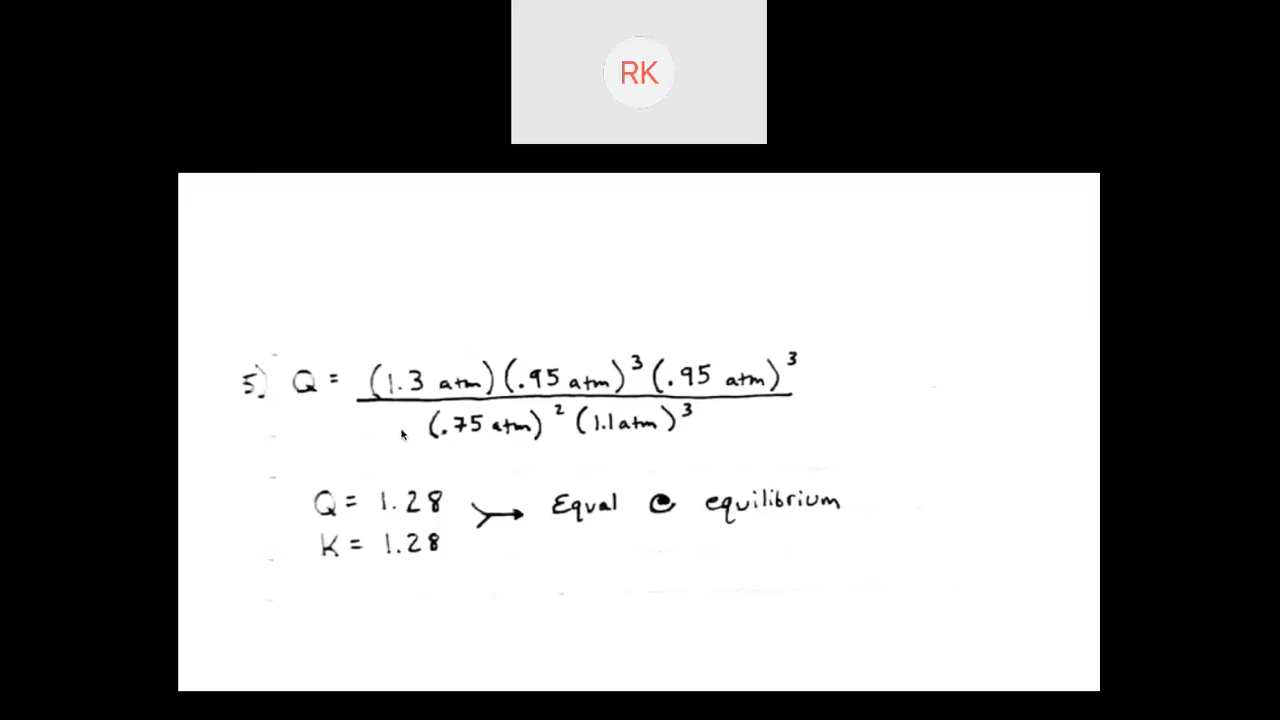 RK
5) Q = (1.3 atm)(.95 atm)³(.95 atm)³
(.75 atm)² (1.1 atm)³
Q = 1.28 → Equal @ equilibrium
K = 1.28